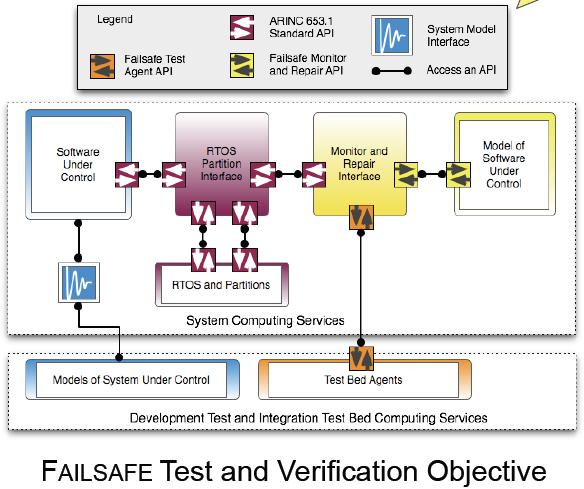 Legend
ARINC 653.1
Standard API
System Model
Interface
Failsafe Test
Agent API
Failsafe Monitor
and Repair API
Access an API
Software
Under
Control
RTOS
Partition
Interface
Monitor and
Repair
Interface
Model of
Software
Under
Control
RTOS and Partitions
System Computing Services
Models of System Under Control
Test Bed Agents
Development Test and Integration Test Bed Computing Services
FAILSAFE Test and Verification Objective